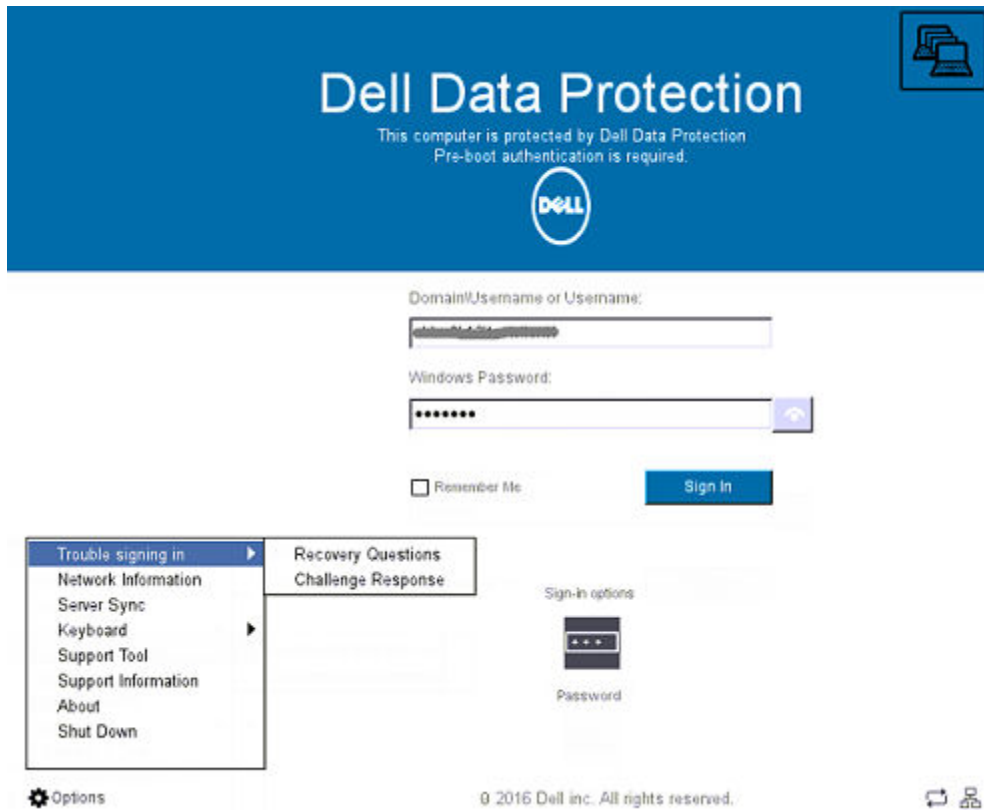 Dell Data Protection
This computer is protected by Dell Data Protection
Pre-boot authentication is required.
DELL
Domain\Username or Username:
Windows Password:
•••••••
Remember Me
Sign In
Trouble signing in
Recovery Questions
Network Information
Challenge Response
Server Sync
Keyboard
Support Tool
Support Information
About
Shut Down
Sign-in options
Password
Options
© 2016 Dell inc. All rights reserved.